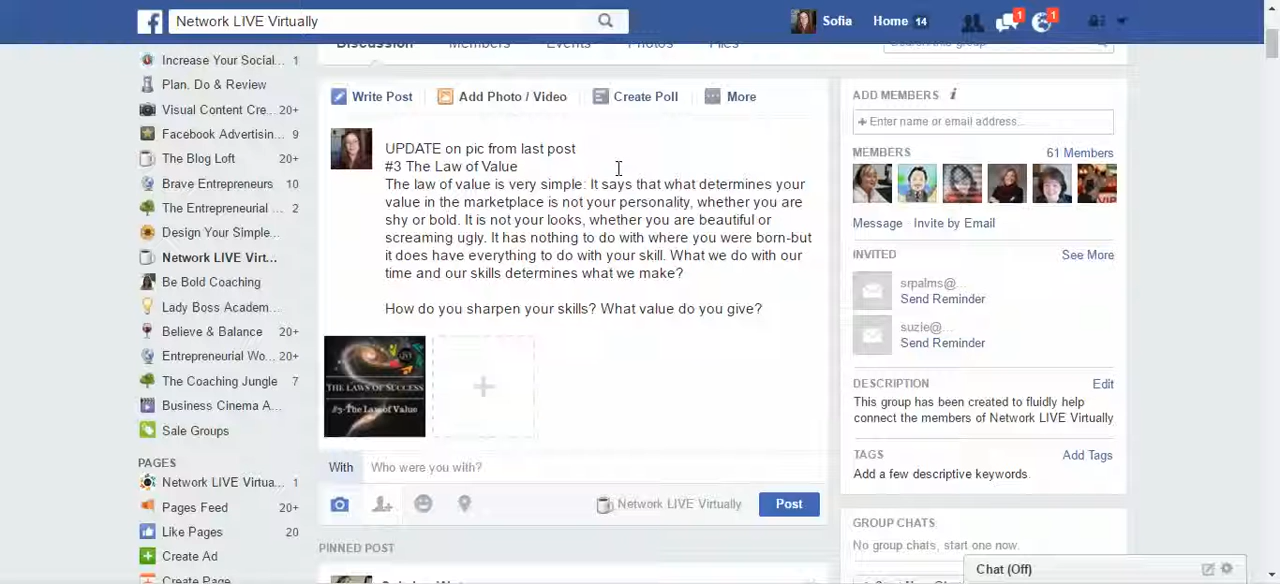 Network LIVE Virtually
Sofia
Home 14
1
1
Discussion Members Events Photos Files
Search this group
Increase Your Social... 1
Plan. Do & Review
Visual Content Cre... 20+
Facebook Advertisin... 9
The Blog Loft 20+
Brave Entrepreneurs 10
The Entrepreneurial ... 2
Design Your Simple...
Network LIVE Virt...
Be Bold Coaching
Lady Boss Academ...
Believe & Balance 20+
Entrepreneurial Wo... 20+
The Coaching Jungle 7
Business Cinema A...
Sale Groups
PAGES
Network LIVE Virtua... 1
Pages Feed 20+
Like Pages 20
Create Ad
Create Page
Write Post
Add Photo / Video
Create Poll
More
UPDATE on pic from last post
#3 The Law of Value
The law of value is very simple: It says that what determines your
value in the marketplace is not your personality, whether you are
shy or bold. It is not your looks, whether you are beautiful or
screaming ugly. It has nothing to do with where you were born-but
it does have everything to do with your skill. What we do with our
time and our skills determines what we make?
How do you sharpen your skills? What value do you give?
THE LAWS OF SUCCESS
#3-The Law of Value
With Who were you with?
Network LIVE Virtually
Post
PINNED POST
ADD MEMBERS i
+ Enter name or email address...
MEMBERS 61 Members
VIP
Message · Invite by Email
INVITED See More
srpalms@...
Send Reminder
suzie@...
Send Reminder
DESCRIPTION Edit
This group has been created to fluidly help
connect the members of Network LIVE Virtually
TAGS Add Tags
Add a few descriptive keywords.
GROUP CHATS
No group chats, start one now.
Chat (Off)